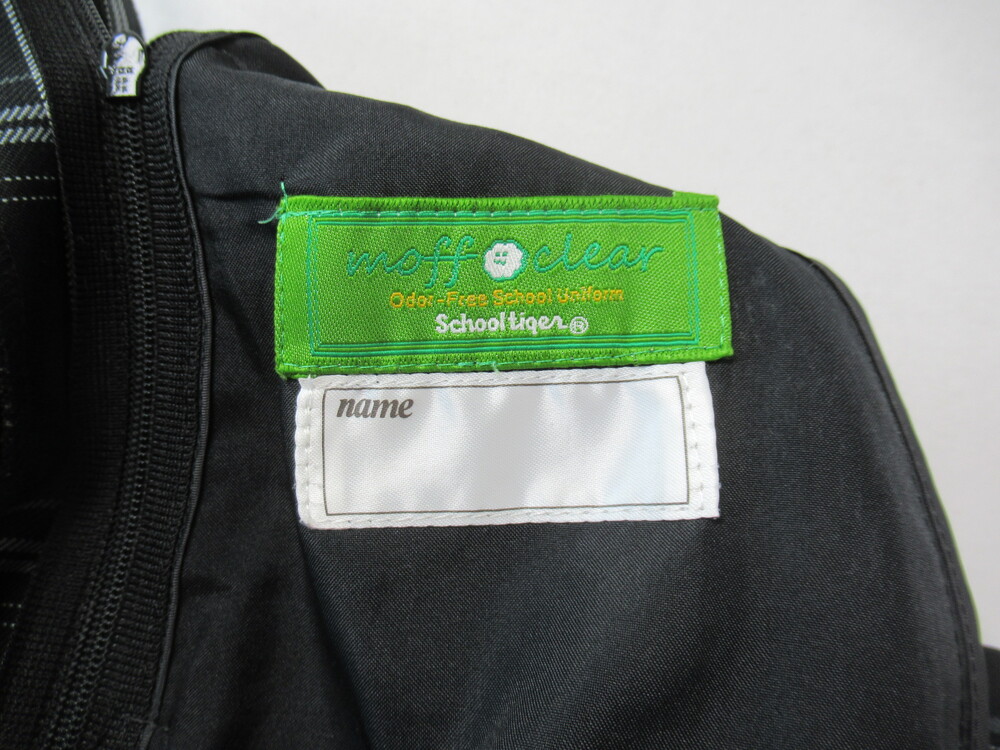 moff clear
Odor-Free School Uniform
Schooltiger®
name